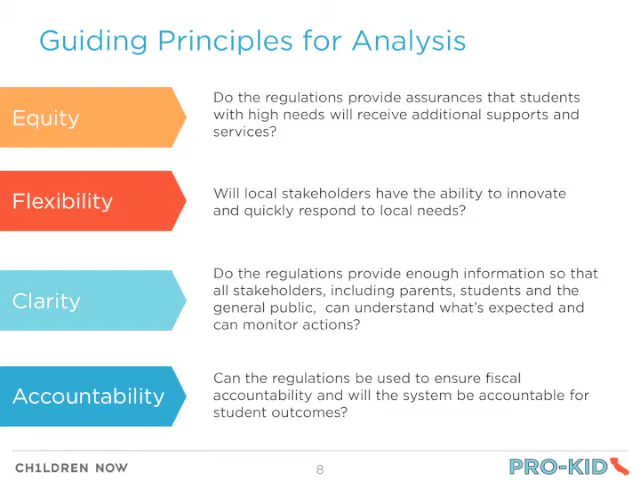 Guiding Principles for Analysis
Equity
Do the regulations provide assurances that students
with high needs will receive additional supports and
services?
Flexibility
Will local stakeholders have the ability to innovate
and quickly respond to local needs?
Clarity
Do the regulations provide enough information so that
all stakeholders, including parents, students and the
general public,  can understand what’s expected and
can monitor actions?
Accountability
Can the regulations be used to ensure fiscal
accountability and will the system be accountable for
student outcomes?
CH1LDREN NOW
8
PRO-KID